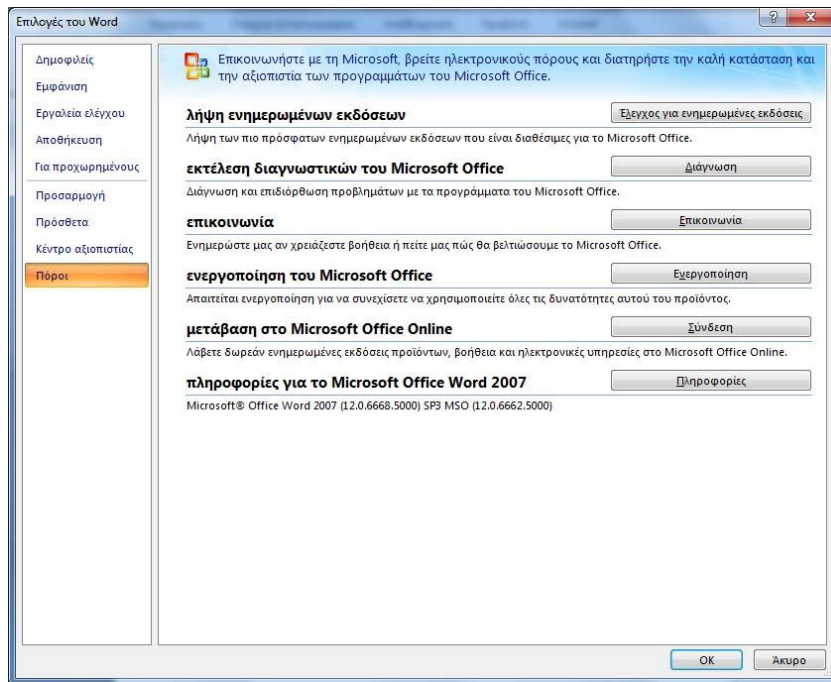 Επιλογές του Word
Δημοφιλείς
Εμφάνιση
Εργαλεία ελέγχου
Αποθήκευση
Για προχωρημένους
Προσαρμογή
Πρόσθετα
Κέντρο αξιοπιστίας
Πόροι
Επικοινωνήστε με τη Microsoft, βρείτε ηλεκτρονικούς πόρους και διατηρήστε την καλή κατάσταση και
την αξιοπιστία των προγραμμάτων του Microsoft Office.
λήψη ενημερωμένων εκδόσεων
Έλεγχος για ενημερωμένες εκδόσεις
Λήψη των πιο πρόσφατων ενημερωμένων εκδόσεων που είναι διαθέσιμες για το Microsoft Office.
εκτέλεση διαγνωστικών του Microsoft Office
Διάγνωση
Διάγνωση και επιδιόρθωση προβλημάτων με τα προγράμματα του Microsoft Office.
επικοινωνία
Επικοινωνία
Ενημερώστε μας αν χρειάζεστε βοήθεια ή πείτε μας πώς θα βελτιώσουμε το Microsoft Office.
ενεργοποίηση του Microsoft Office
Ενεργοποίηση
Απαιτείται ενεργοποίηση για να συνεχίσετε να χρησιμοποιείτε όλες τις δυνατότητες αυτού του προϊόντος.
μετάβαση στο Microsoft Office Online
Σύνδεση
Λάβετε δωρεάν ενημερωμένες εκδόσεις προϊόντων, βοήθεια και ηλεκτρονικές υπηρεσίες στο Microsoft Office Online.
πληροφορίες για το Microsoft Office Word 2007
Πληροφορίες
Microsoft® Office Word 2007 (12.0.6668.5000) SP3 MSO (12.0.6662.5000)
OK
Άκυρο